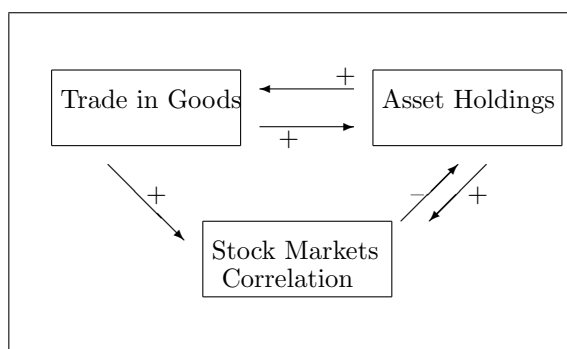 +
Trade in Goods
Asset Holdings
+
+
−
+
Stock Markets
Correlation